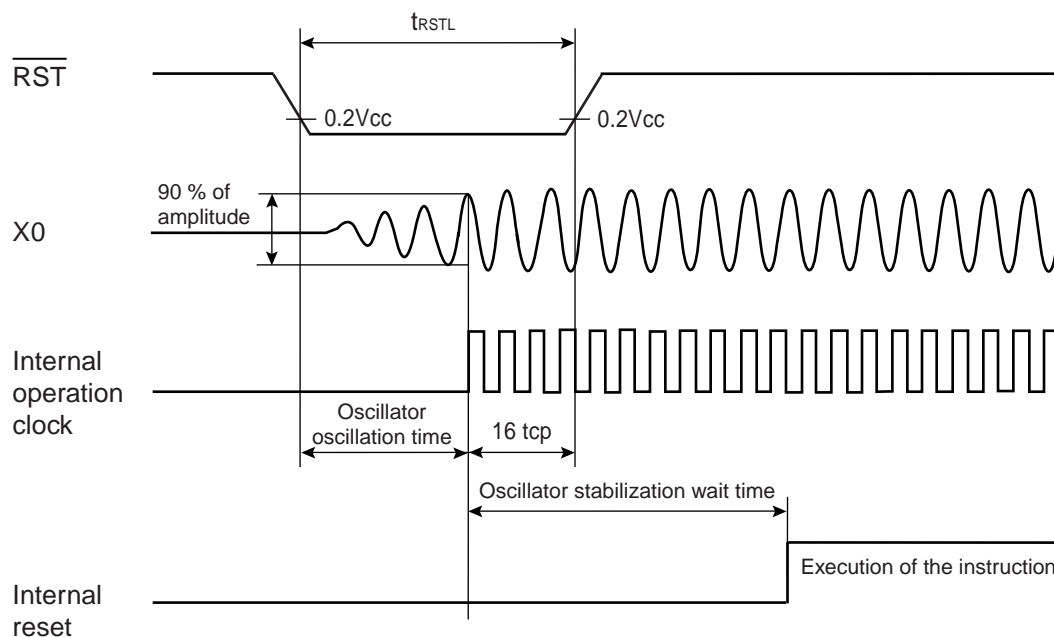 tRSTL
RST
0.2Vcc
0.2Vcc
90 % of
amplitude
X0
Internal
operation
clock
Oscillator
oscillation time
16 tcp
Oscillator stabilization wait time
Execution of the instruction
Internal
reset